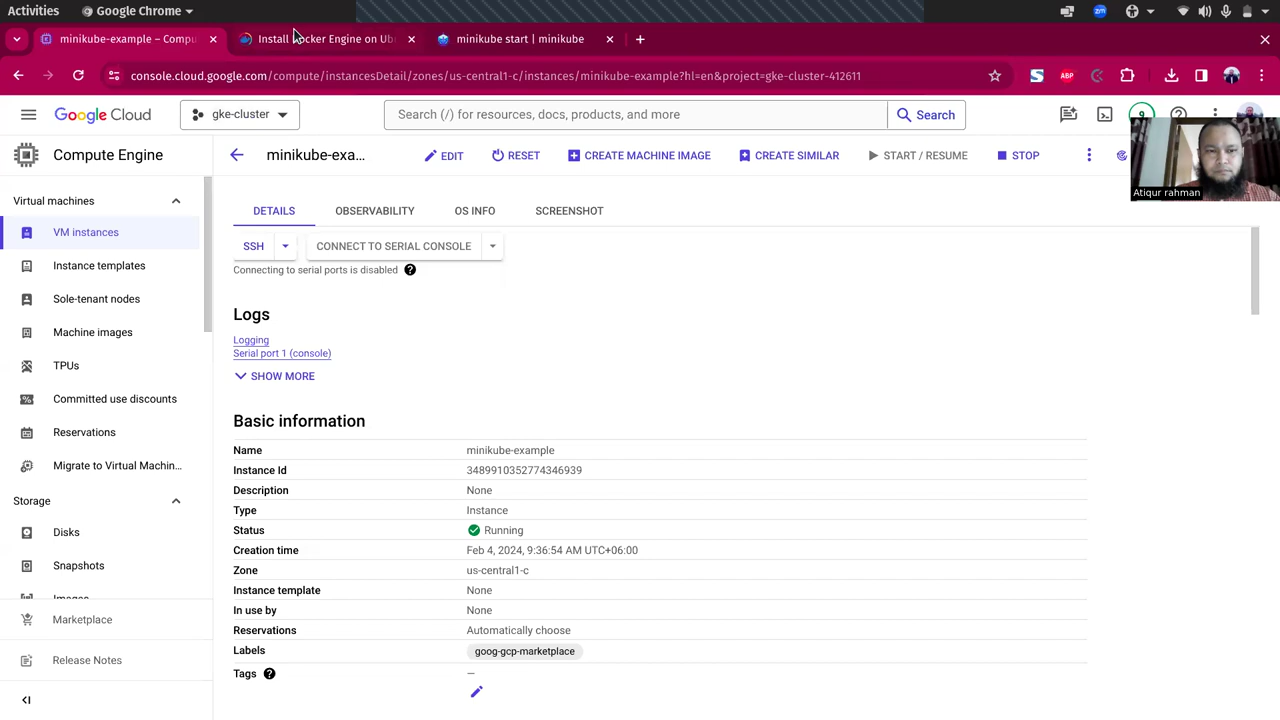 Activities
Google Chrome
zm
minikube-example – Compu
Install Docker Engine on Ub
minikube start | minikube
console.cloud.google.com/compute/instancesDetail/zones/us-central1-c/instances/minikube-example?hl=en&project=gke-cluster-412611
ABP
Google Cloud
gke-cluster
Search (/) for resources, docs, products, and more
Search
Compute Engine
minikube-exa...
EDIT
RESET
CREATE MACHINE IMAGE
CREATE SIMILAR
START / RESUME
STOP
Atiqur rahman
Virtual machines
VM instances
Instance templates
Sole-tenant nodes
Machine images
TPUs
Committed use discounts
Reservations
Migrate to Virtual Machin...
Storage
Disks
Snapshots
Images
Marketplace
Release Notes
DETAILS
OBSERVABILITY
OS INFO
SCREENSHOT
SSH
CONNECT TO SERIAL CONSOLE
Connecting to serial ports is disabled
Logs
Logging
Serial port 1 (console)
SHOW MORE
Basic information
Name minikube-example
Instance Id 3489910352774346939
Description None
Type Instance
Status Running
Creation time Feb 4, 2024, 9:36:54 AM UTC+06:00
Zone us-central1-c
Instance template None
In use by None
Reservations Automatically choose
Labels goog-gcp-marketplace
Tags —